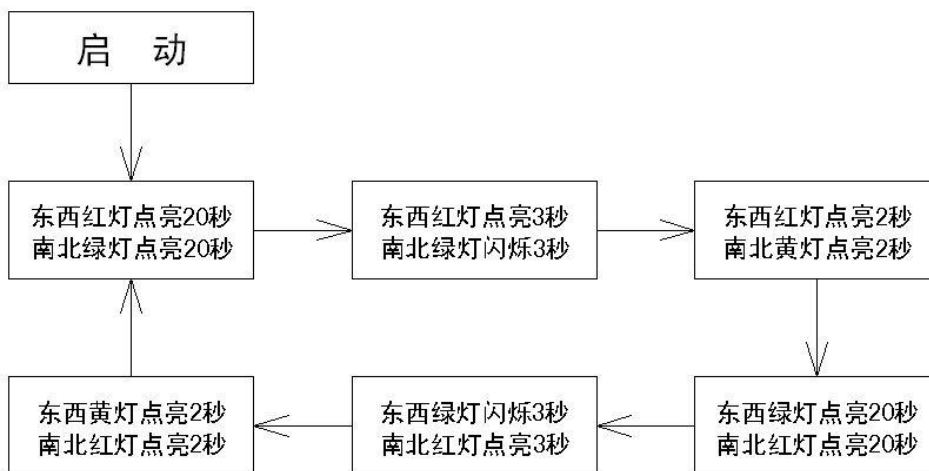 启 动
东西红灯点亮20秒
南北绿灯点亮20秒
东西红灯点亮3秒
南北绿灯闪烁3秒
东西红灯点亮2秒
南北黄灯点亮2秒
东西黄灯点亮2秒
南北红灯点亮2秒
东西绿灯闪烁3秒
南北红灯点亮3秒
东西绿灯点亮20秒
南北红灯点亮20秒